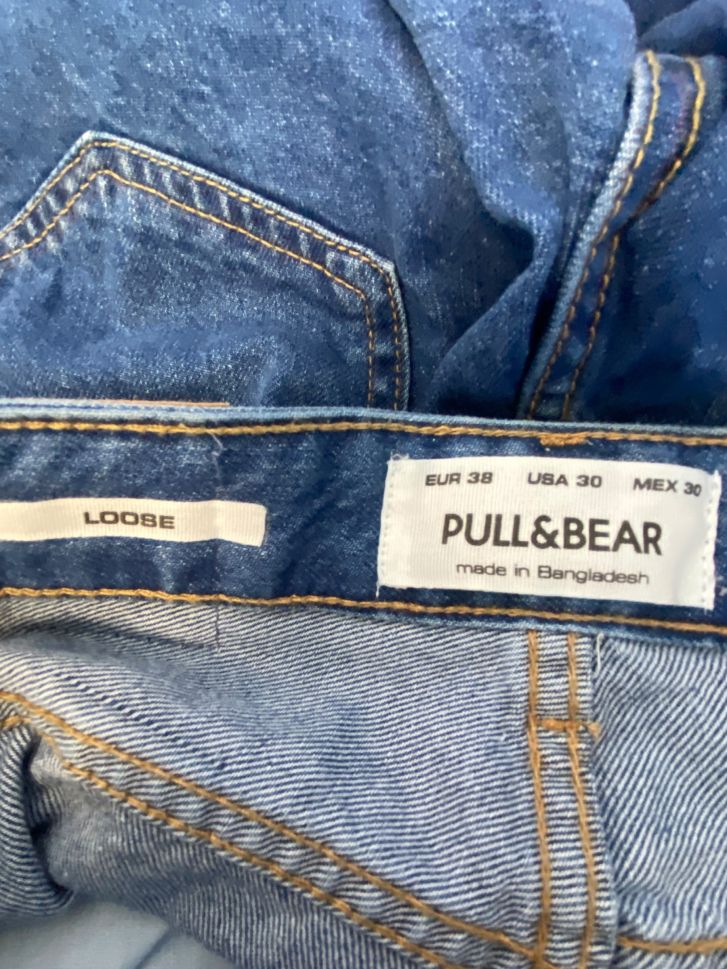 LOOSE
EUR 38 USA 30 MEX 30
PULL&BEAR
made in Bangladesh